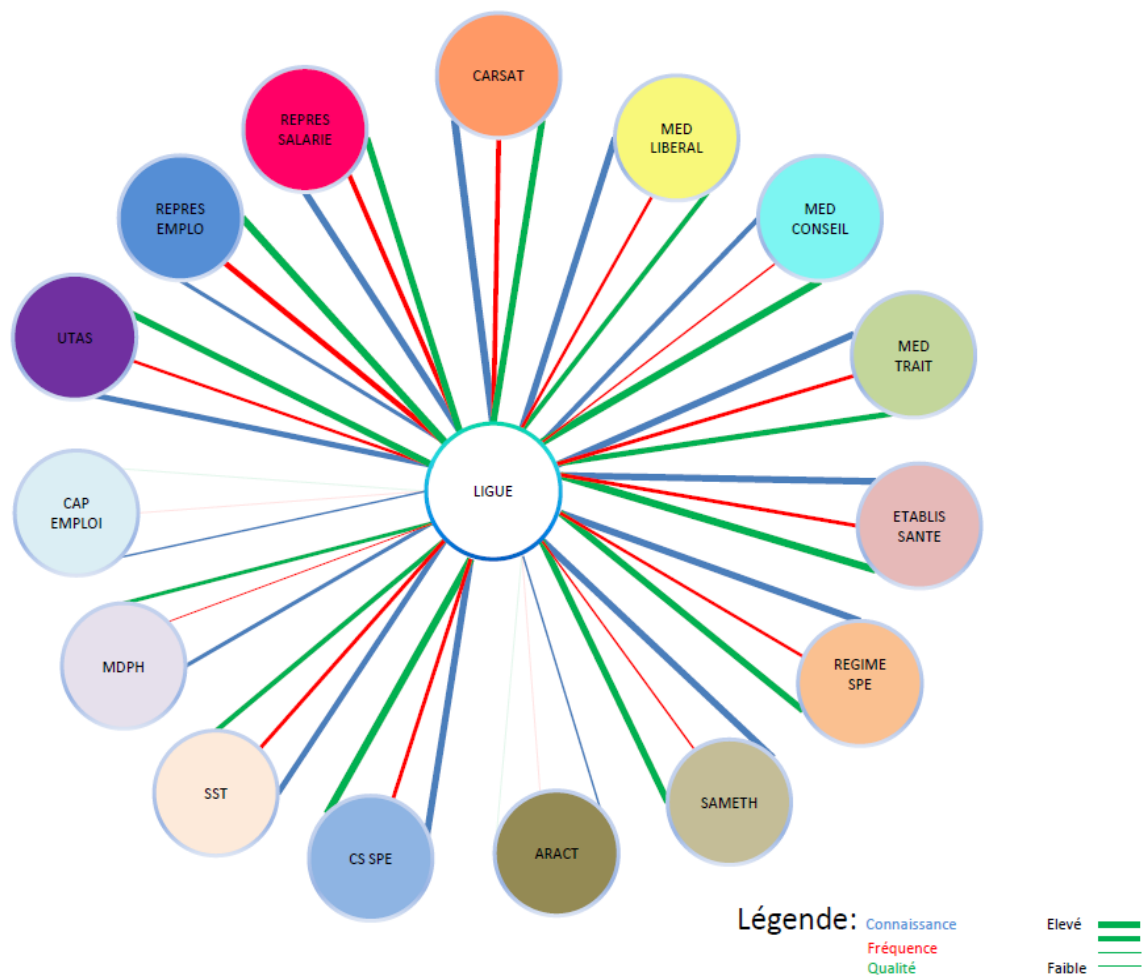 CARSAT
REPRES
SALARIE
MED
LIBERAL
REPRES
EMPLO
MED
CONSEIL
UTAS
MED
TRAIT
LIGUE
CAP
EMPLOI
ETABLIS
SANTE
MDPH
REGIME
SPE
SST
SAMETH
CS SPE
ARACT
Légende: Connaissance Elevé
Fréquence
Qualité Faible